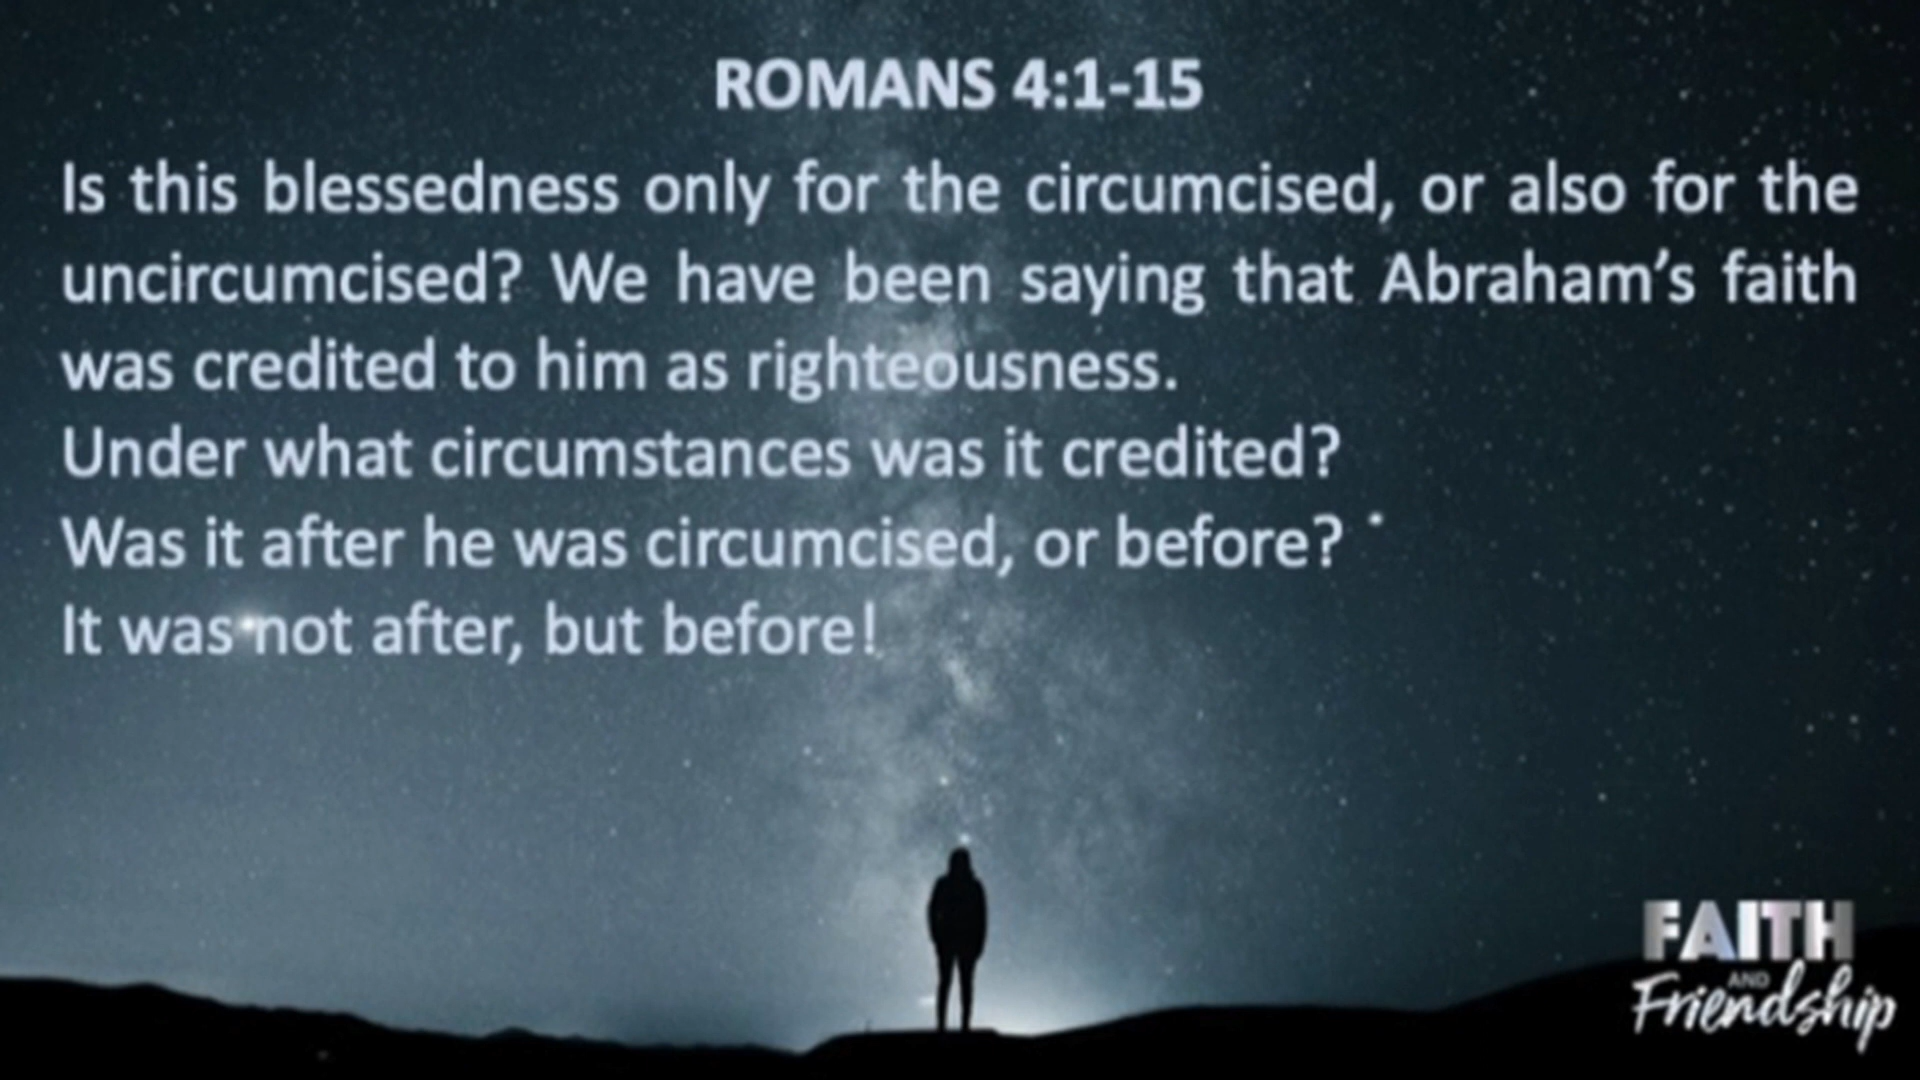 ROMANS 4:1-15
Is this blessedness only for the circumcised, or also for the
uncircumcised? We have been saying that Abraham’s faith
was credited to him as righteousness.
Under what circumstances was it credited?
Was it after he was circumcised, or before?
It was not after, but before!
FAITH
AND
Friendship